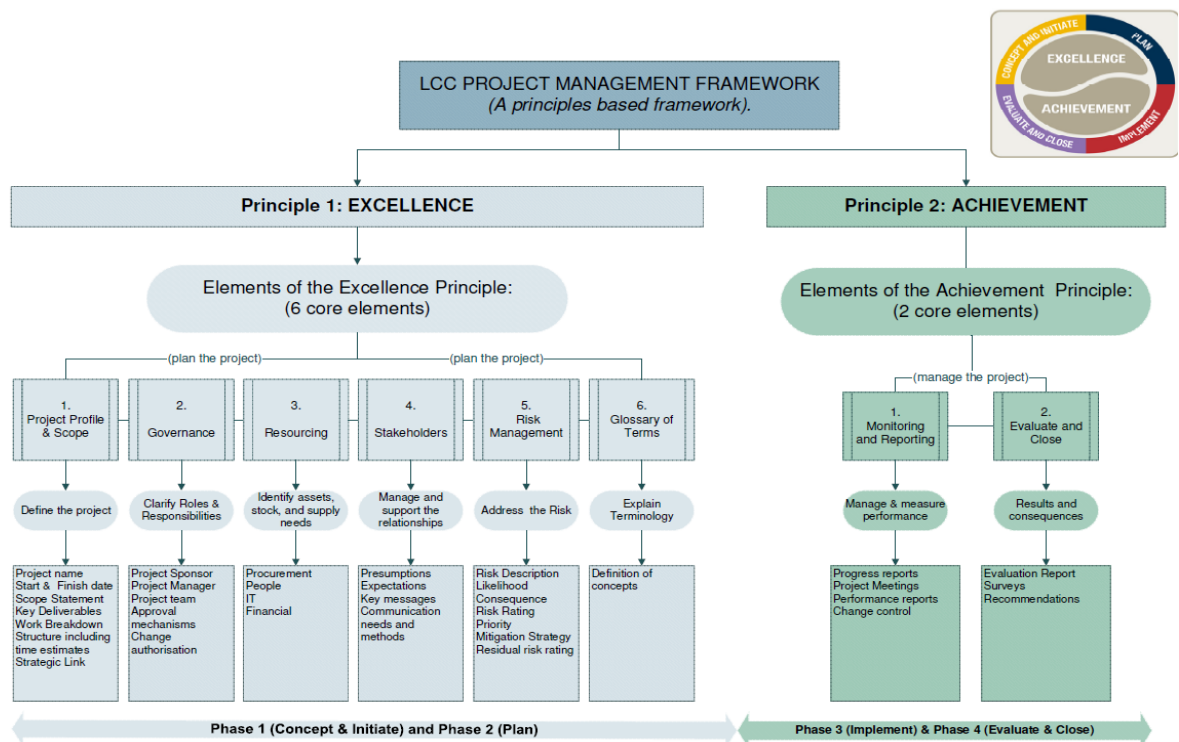 CONCEPT AND INITIATE
PLAN
EXCELLENCE
ACHIEVEMENT
EVALUATE AND CLOSE
IMPLEMENT
LCC PROJECT MANAGEMENT FRAMEWORK
(A principles based framework).
Principle 1: EXCELLENCE
Principle 2: ACHIEVEMENT
Elements of the Excellence Principle:
(6 core elements)
Elements of the Achievement Principle:
(2 core elements)
(plan the project)
(plan the project)
(manage the project)
1.
Project Profile
& Scope
2.
Governance
3.
Resourcing
4.
Stakeholders
5.
Risk
Management
6.
Glossary of
Terms
1.
Monitoring
and Reporting
2.
Evaluate and
Close
Define the project
Clarify Roles &
Responsibilities
Identify assets,
stock, and supply
needs
Manage and
support the
relationships
Address the Risk
Explain
Terminology
Manage & measure
performance
Results and
consequences
Project name
Start & Finish date
Scope Statement
Key Deliverables
Work Breakdown
Structure including
time estimates
Strategic Link
Project Sponsor
Project Manager
Project team
Approval
mechanisms
Change
authorisation
Procurement
People
IT
Financial
Presumptions
Expectations
Key messages
Communication
needs and
methods
Risk Description
Likelihood
Consequence
Risk Rating
Priority
Mitigation Strategy
Residual risk rating
Definition of
concepts
Progress reports
Project Meetings
Performance reports
Change control
Evaluation Report
Surveys
Recommendations
Phase 1 (Concept & Initiate) and Phase 2 (Plan)
Phase 3 (Implement) & Phase 4 (Evaluate & Close)